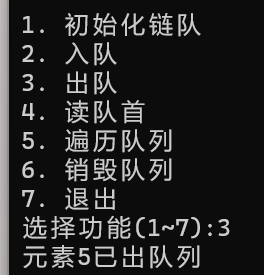 1. 初始化链队
2. 入队
3. 出队
4. 读队首
5. 遍历队列
6. 销毁队列
7. 退出
选择功能(1~7):3
元素5已出队列